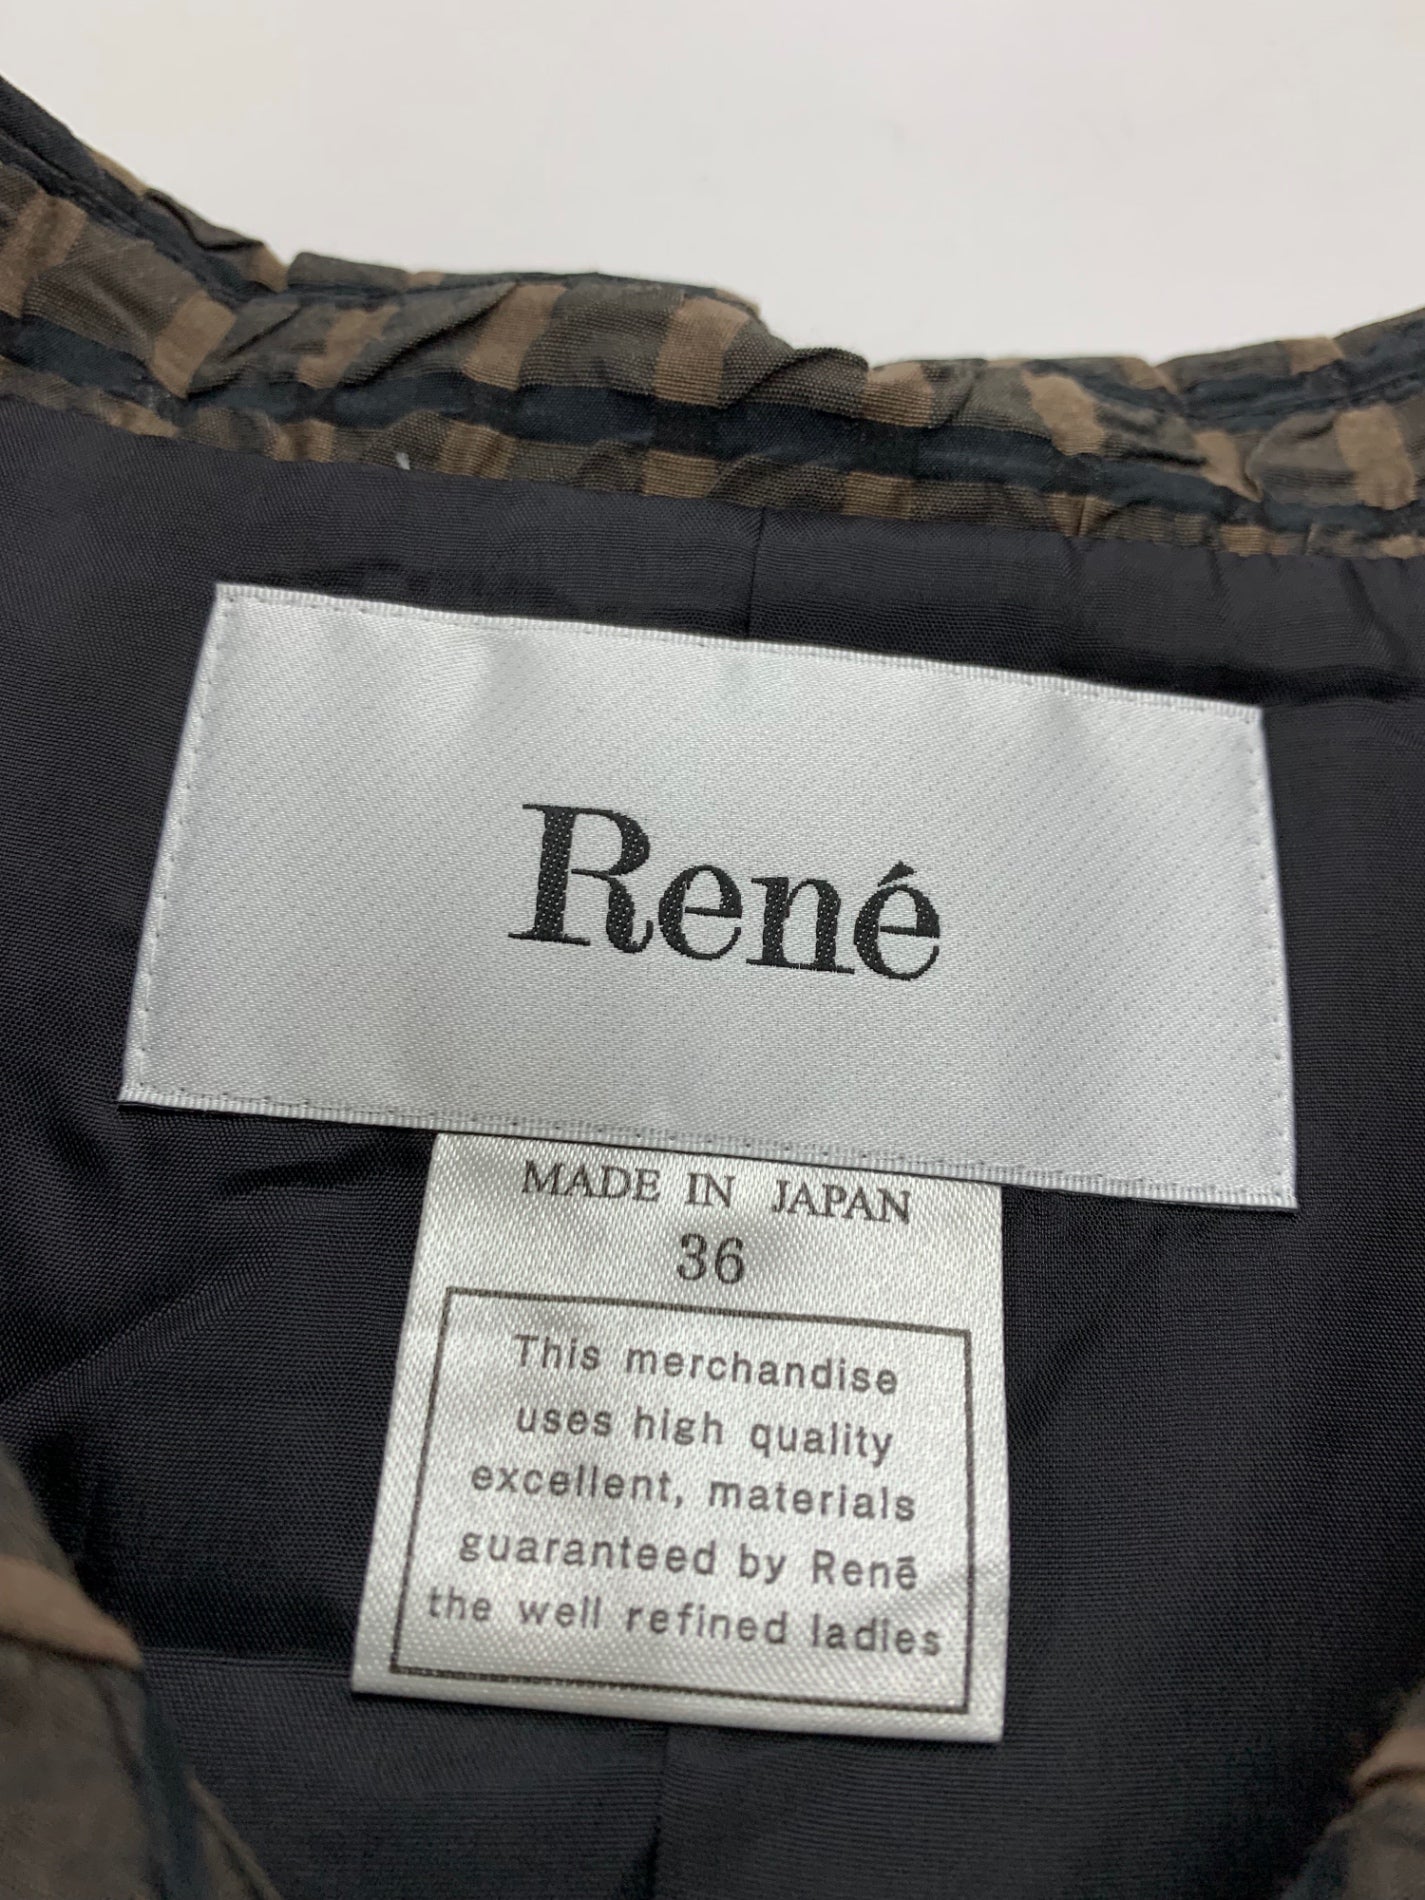 René
MADE IN JAPAN
36
This merchandise
uses high quality
excellent, materials
guaranteed by Renē
the well refined ladies